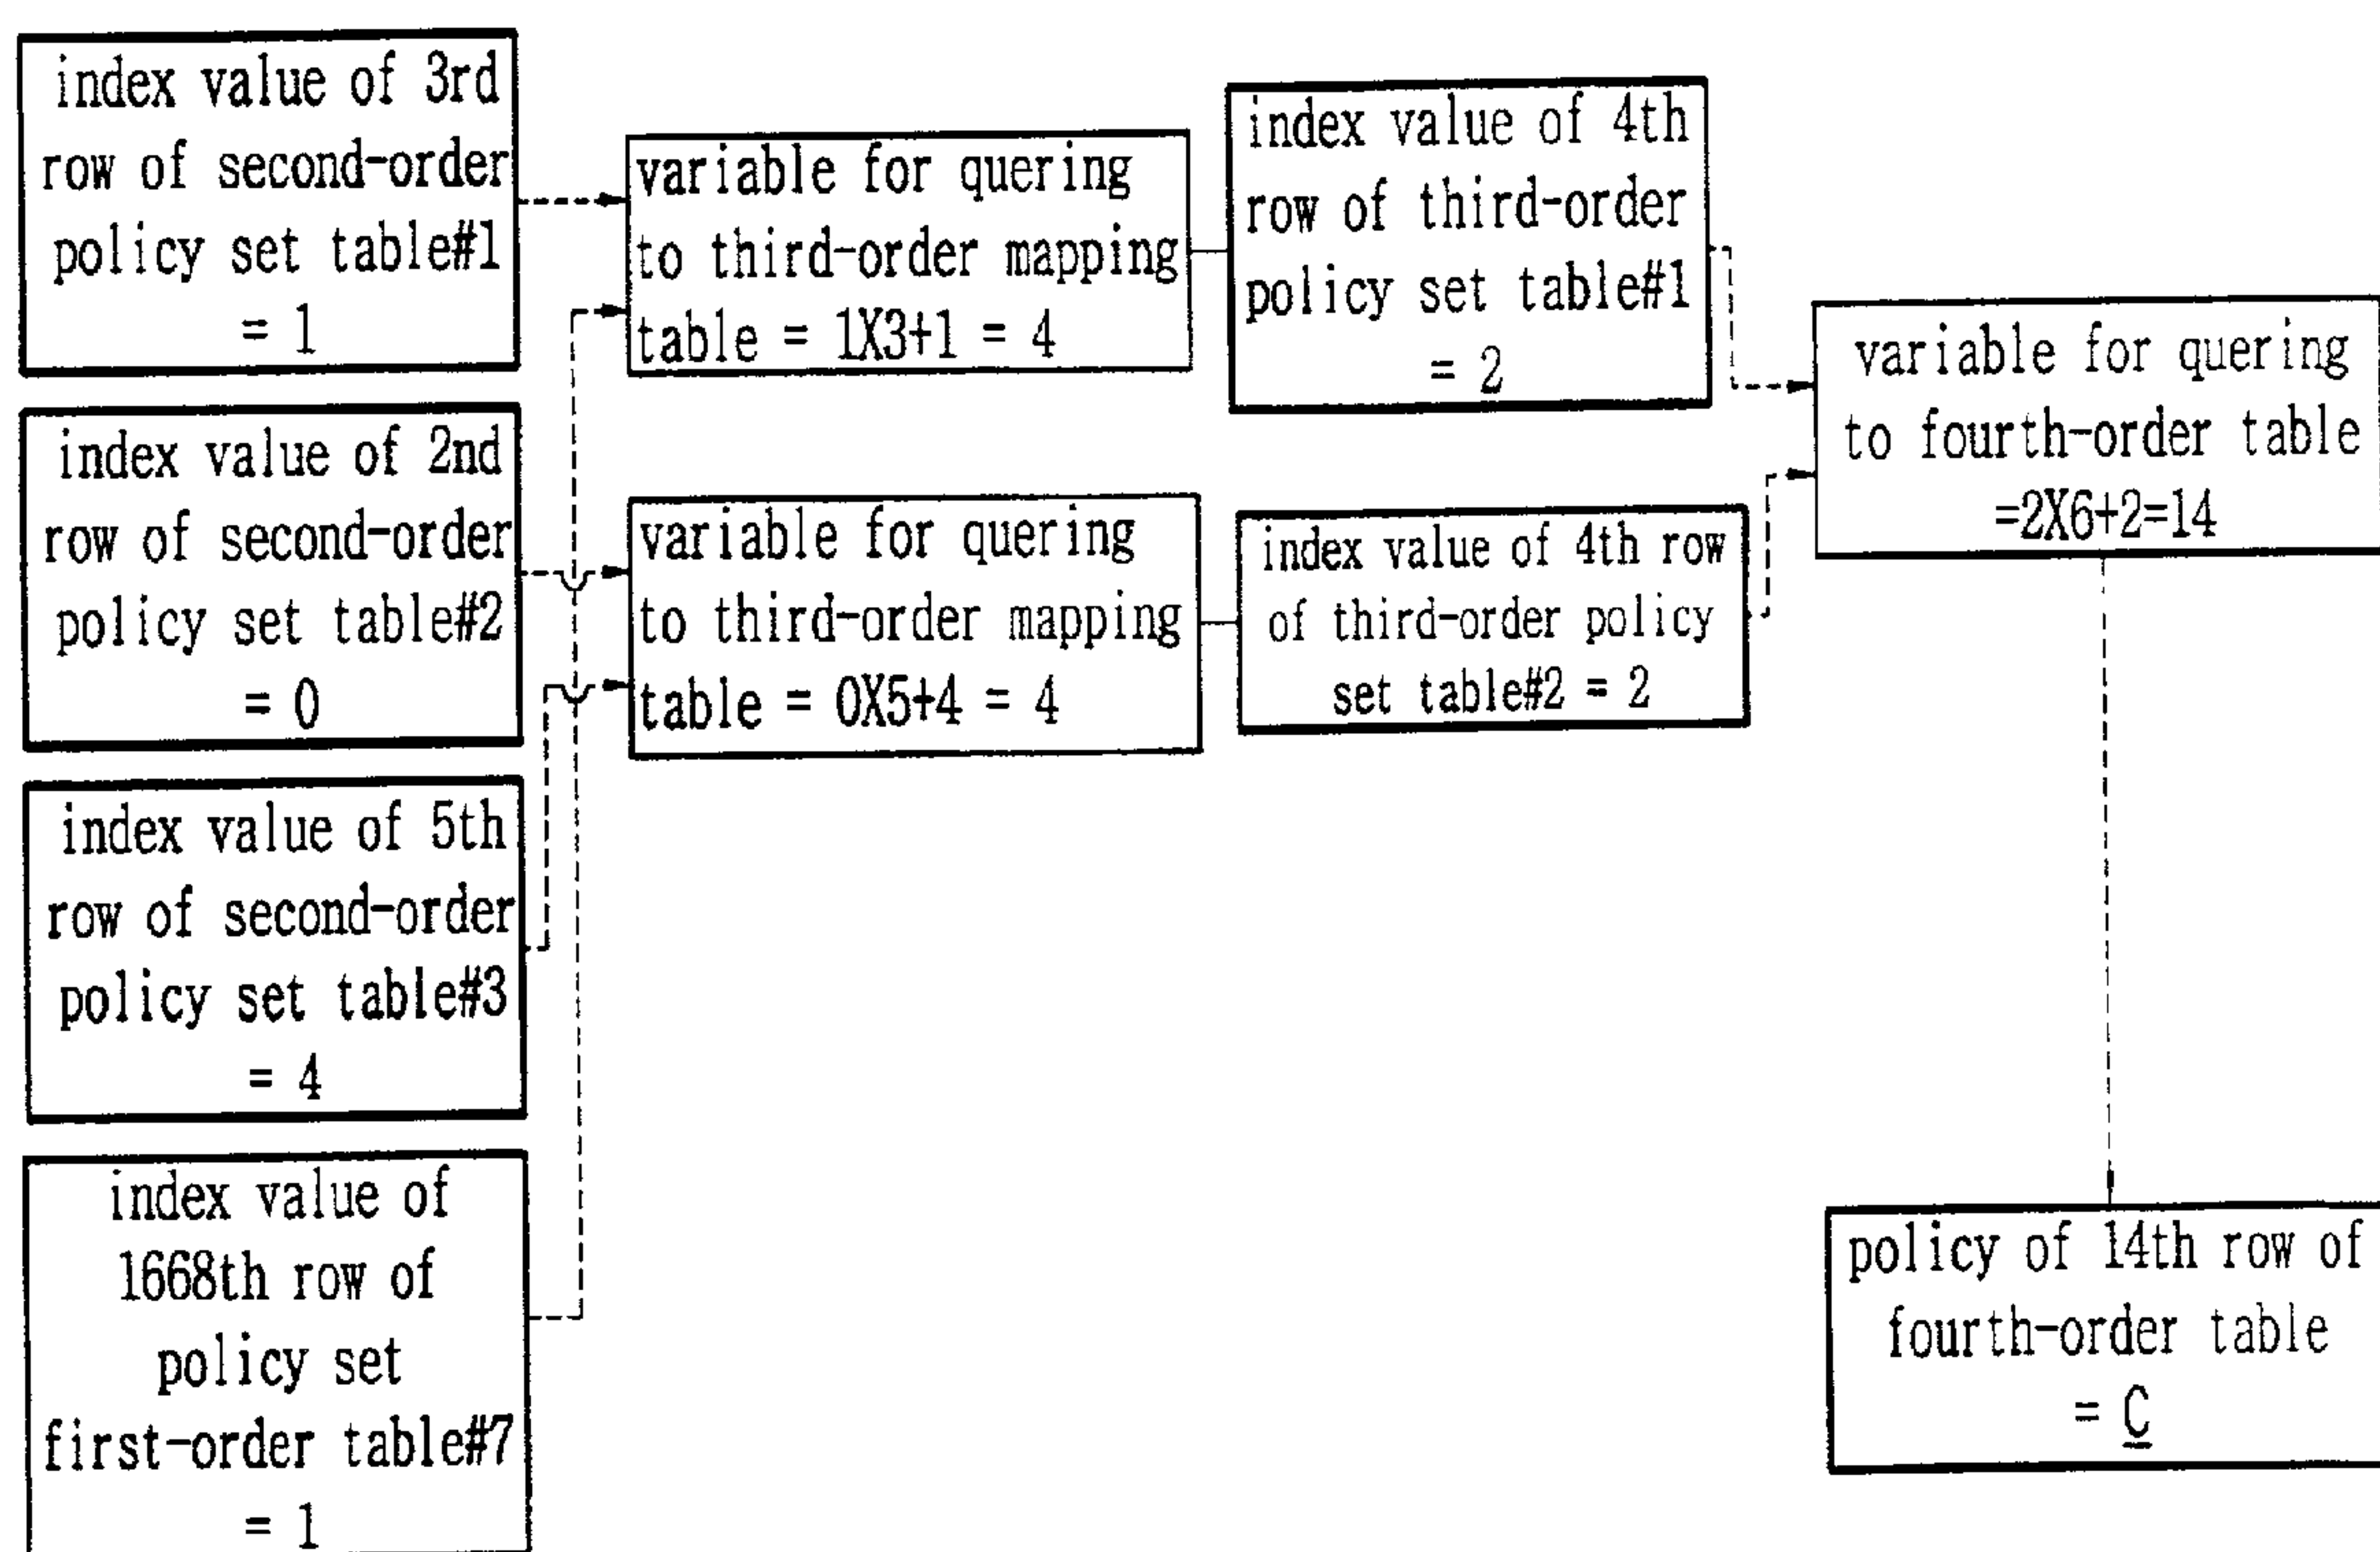 index value of 3rd
row of second-order
policy set table#1
= 1
index value of 2nd
row of second-order
policy set table#2
= 0
index value of 5th
row of second-order
policy set table#3
= 4
index value of
1668th row of
policy set
first-order table#7
= 1
variable for quering
to third-order mapping
table = 1X3+1 = 4
variable for quering
to third-order mapping
table = 0X5+4 = 4
index value of 4th
row of third-order
policy set table#1
= 2
index value of 4th row
of third-order policy
set table#2 = 2
variable for quering
to fourth-order table
=2X6+2=14
policy of 14th row of
fourth-order table
= C